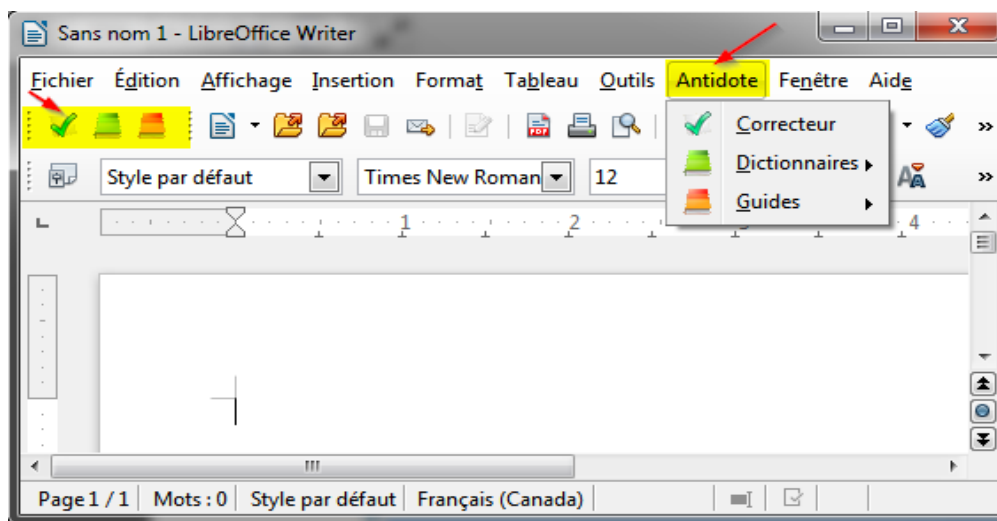 Sans nom 1 - LibreOffice Writer
Fichier Édition Affichage Insertion Format Tableau Outils Antidote Fenêtre Aide
Correcteur
Dictionnaires
Guides
Style par défaut Times New Roman 12
1 2 3 4
Page 1 / 1 Mots : 0 Style par défaut Français (Canada)